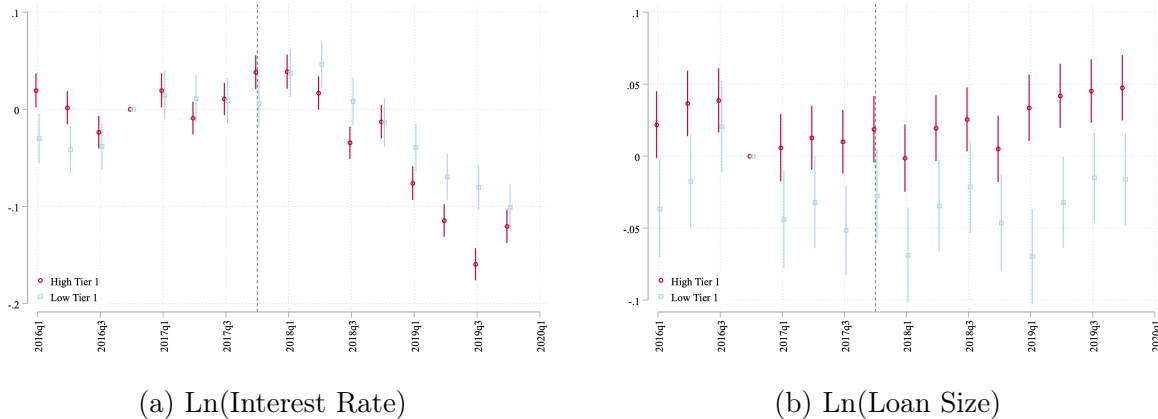 .1
0
-.1
-.2
High Tier 1
Low Tier 1
2016q1
2016q3
2017q1
2017q3
2018q1
2018q3
2019q1
2019q3
2020q1
(a) Ln(Interest Rate)
.1
.05
0
-.05
-.1
High Tier 1
Low Tier 1
2016q1
2016q3
2017q1
2017q3
2018q1
2018q3
2019q1
2019q3
2020q1
(b) Ln(Loan Size)